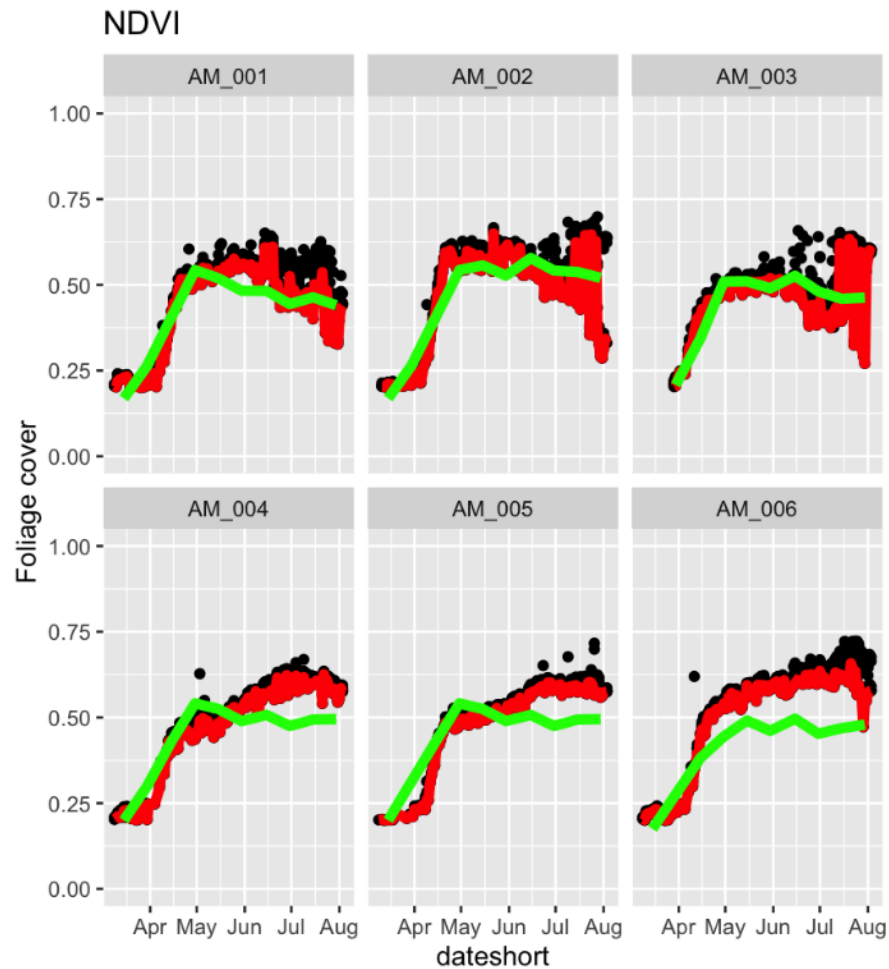 NDVI
AM_001 AM_002 AM_003
1.00
0.75
0.50
0.25
0.00
AM_004 AM_005 AM_006
1.00
0.75
0.50
0.25
0.00
Foliage cover
Apr May Jun Jul Aug Apr May Jun Jul Aug Apr May Jun Jul Aug
dateshort